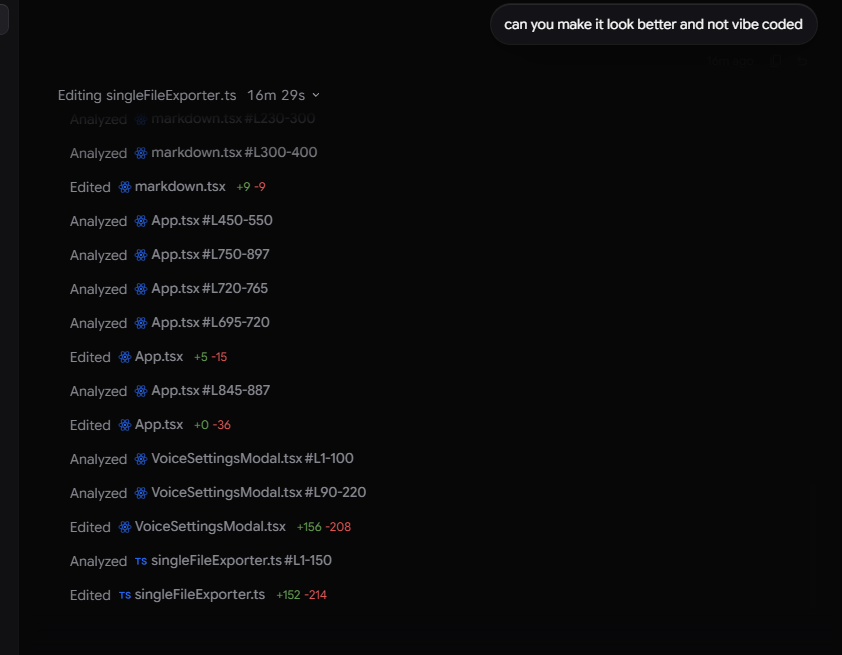 can you make it look better and not vibe coded
Editing singleFileExporter.ts 16m 29s
Analyzed markdown.tsx #L230-300
Analyzed markdown.tsx #L300-400
Edited markdown.tsx +9 -9
Analyzed App.tsx #L450-550
Analyzed App.tsx #L750-897
Analyzed App.tsx #L720-765
Analyzed App.tsx #L695-720
Edited App.tsx +5 -15
Analyzed App.tsx #L845-887
Edited App.tsx +0 -36
Analyzed VoiceSettingsModal.tsx #L1-100
Analyzed VoiceSettingsModal.tsx #L90-220
Edited VoiceSettingsModal.tsx +156 -208
Analyzed TS singleFileExporter.ts #L1-150
Edited TS singleFileExporter.ts +152 -214